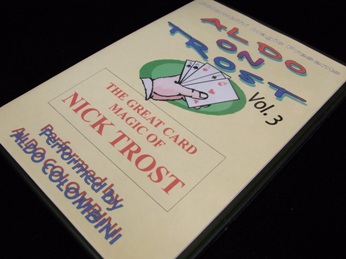 ALDO
ON
TROST
Vol. 3
THE GREAT CARD
MAGIC OF
NICK TROST
Performed by
ALDO COLOMBINI